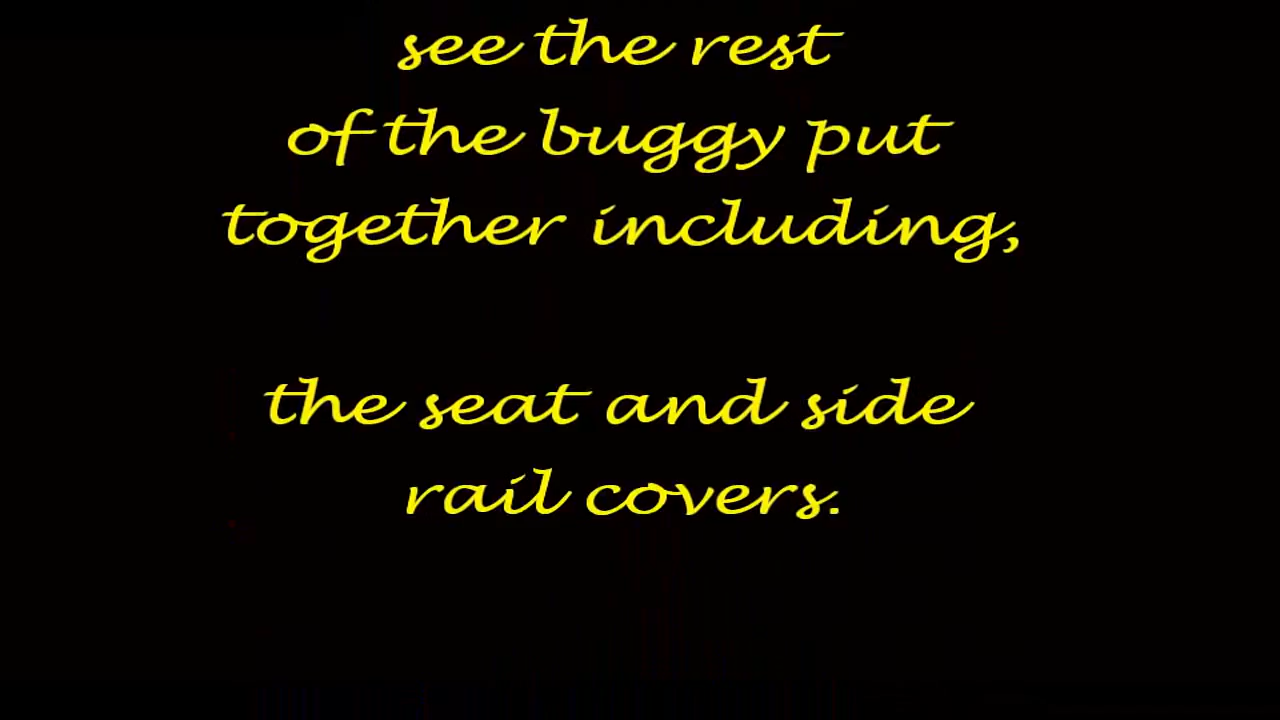 see the rest
of the buggy put
together including,
the seat and side
rail covers.